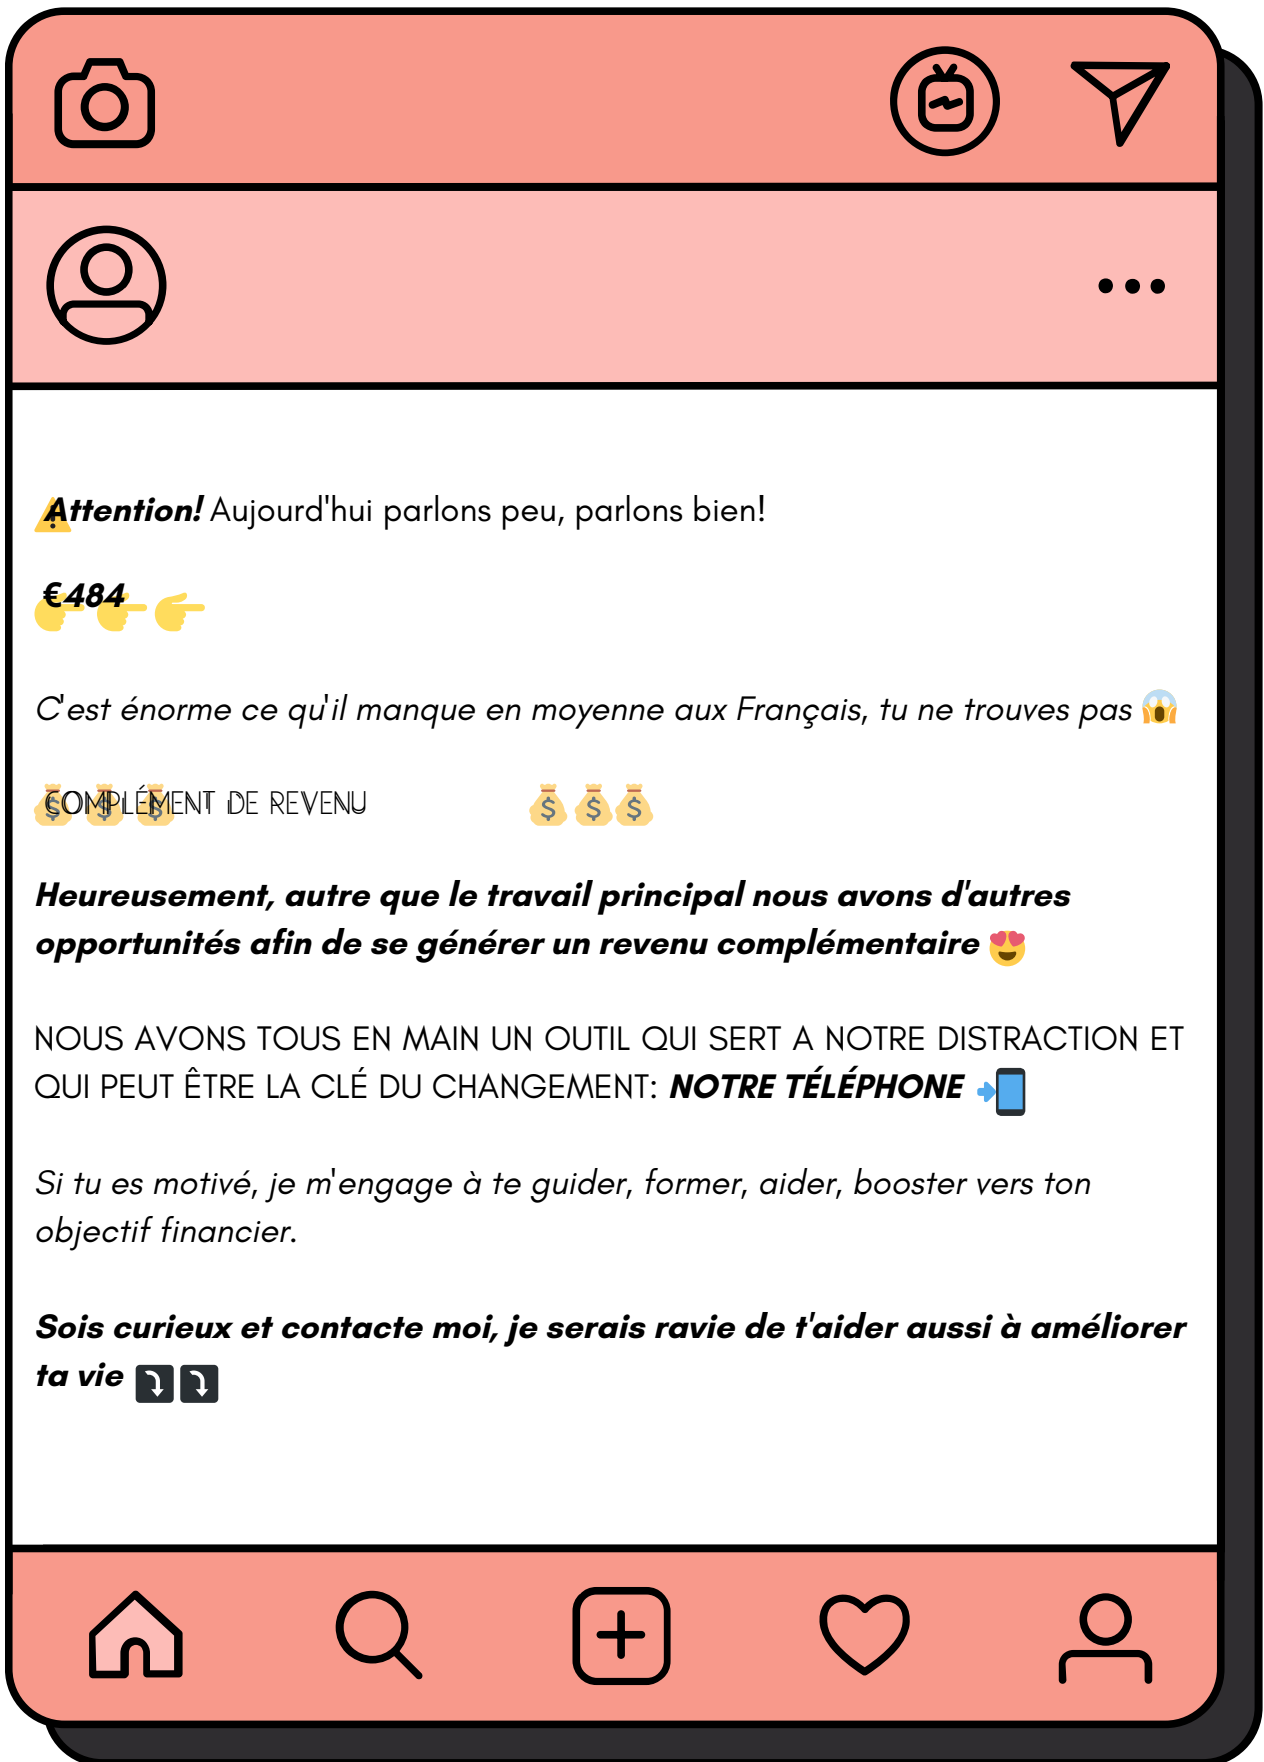 ⚠️Attention! Aujourd'hui parlons peu, parlons bien!
€484
C'est énorme ce qu'il manque en moyenne aux Français, tu ne trouves pas 😱
COMPLÉMENT DE REVENU
Heureusement, autre que le travail principal nous avons d'autres
opportunités afin de se générer un revenu complémentaire 😍
NOUS AVONS TOUS EN MAIN UN OUTIL QUI SERT A NOTRE DISTRACTION ET
QUI PEUT ÊTRE LA CLÉ DU CHANGEMENT: NOTRE TÉLÉPHONE 📲
Si tu es motivé, je m'engage à te guider, former, aider, booster vers ton
objectif financier.
Sois curieux et contacte moi, je serais ravie de t'aider aussi à améliorer
ta vie ⤵️⤵️